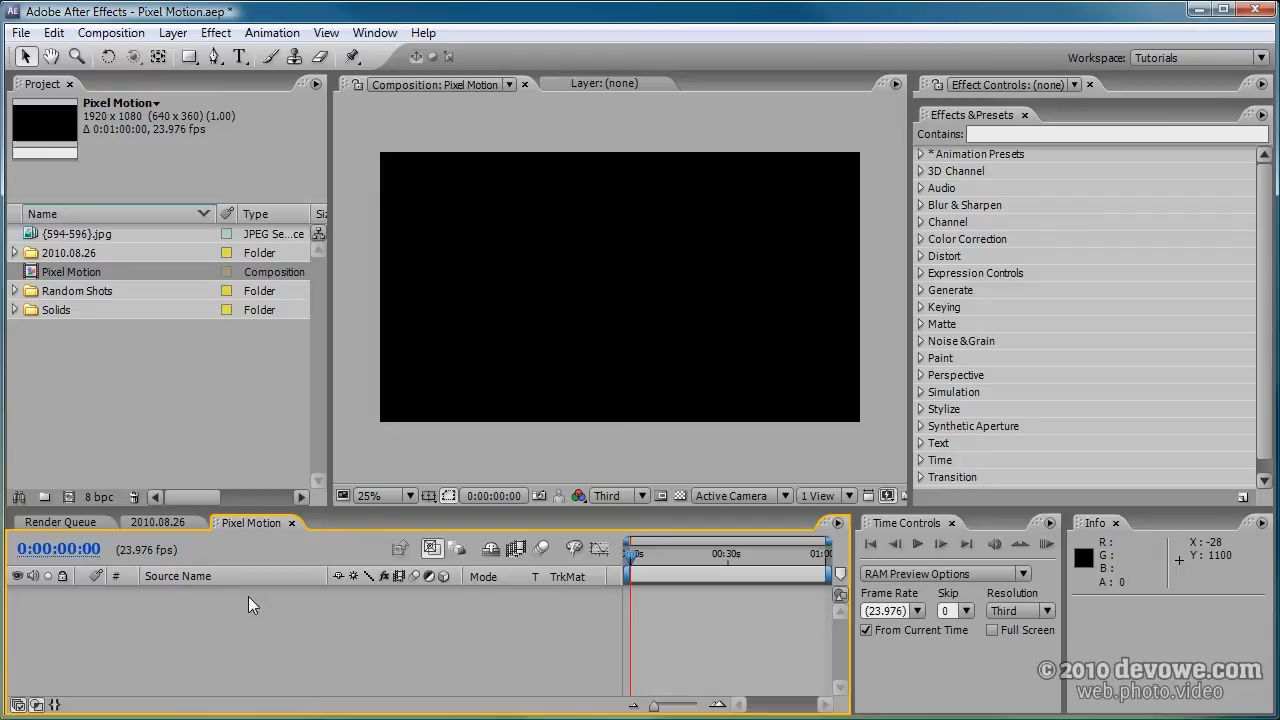 Adobe After Effects - Pixel Motion.aep *
File Edit Composition Layer Effect Animation View Window Help
Workspace: Tutorials
Project
Pixel Motion
1920 x 1080 (640 x 360) (1.00)
Δ 0:01:00:00, 23.976 fps
Name Type Siz
{594-596}.jpg JPEG Se...ce
2010.08.26 Folder
Pixel Motion Composition
Random Shots Folder
Solids Folder
8 bpc
Composition: Pixel Motion
Layer: (none)
25% 0:00:00:00 Third Active Camera 1 View
Effect Controls: (none)
Effects & Presets
Contains:
* Animation Presets
3D Channel
Audio
Blur & Sharpen
Channel
Color Correction
Distort
Expression Controls
Generate
Keying
Matte
Noise & Grain
Paint
Perspective
Simulation
Stylize
Synthetic Aperture
Text
Time
Transition
Render Queue 2010.08.26 Pixel Motion
0:00:00:00 (23.976 fps)
# Source Name Mode T TrkMat
00:30s
Time Controls
RAM Preview Options
Frame Rate Skip Resolution
(23.976) 0 Third
From Current Time Full Screen
Info
R :
G :
B :
A : 0
X : -28
Y : 1100
© 2010 devowe.com
web.photo.video